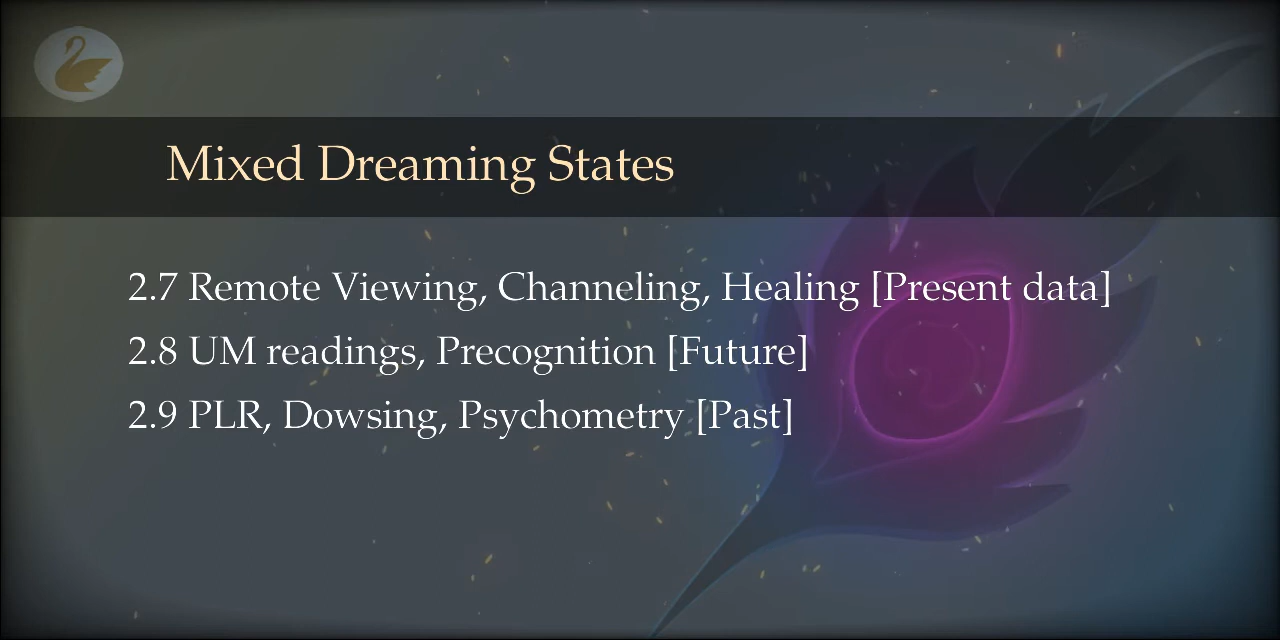 Mixed Dreaming States
2.7 Remote Viewing, Channeling, Healing [Present data]
2.8 UM readings, Precognition [Future]
2.9 PLR, Dowsing, Psychometry [Past]